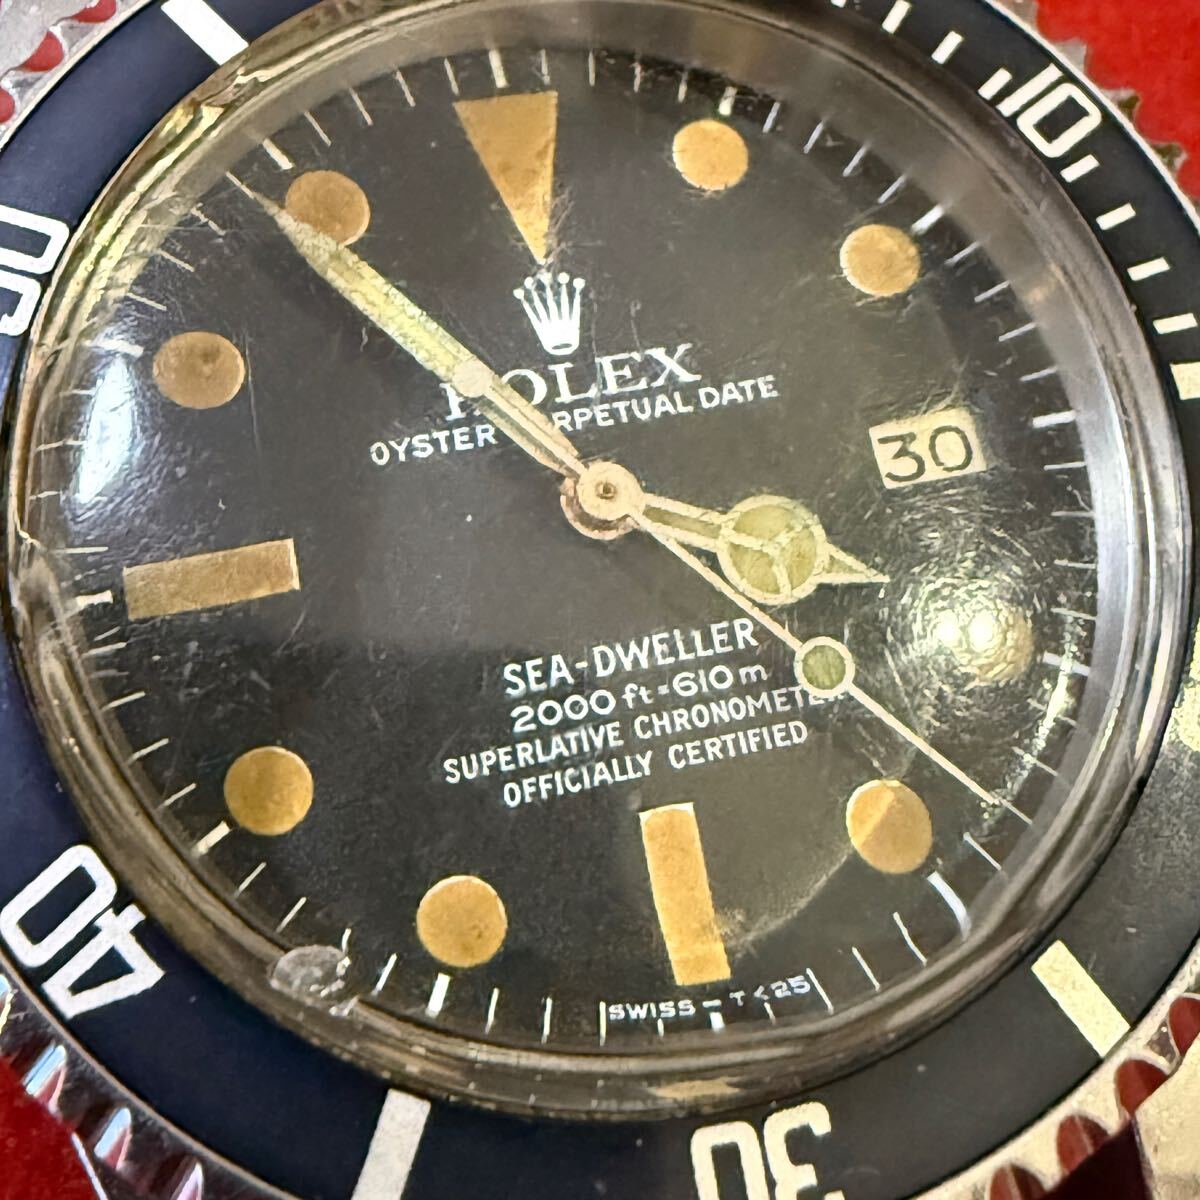 10
50
ROLEX
OYSTER PERPETUAL DATE
30
SEA-DWELLER
2000 ft = 610 m
SUPERLATIVE CHRONOMETER
OFFICIALLY CERTIFIED
SWISS - T < 25
40
30